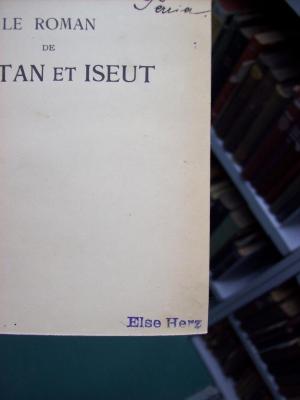 LE ROMAN
DE
TAN ET ISEUT
Else Herz